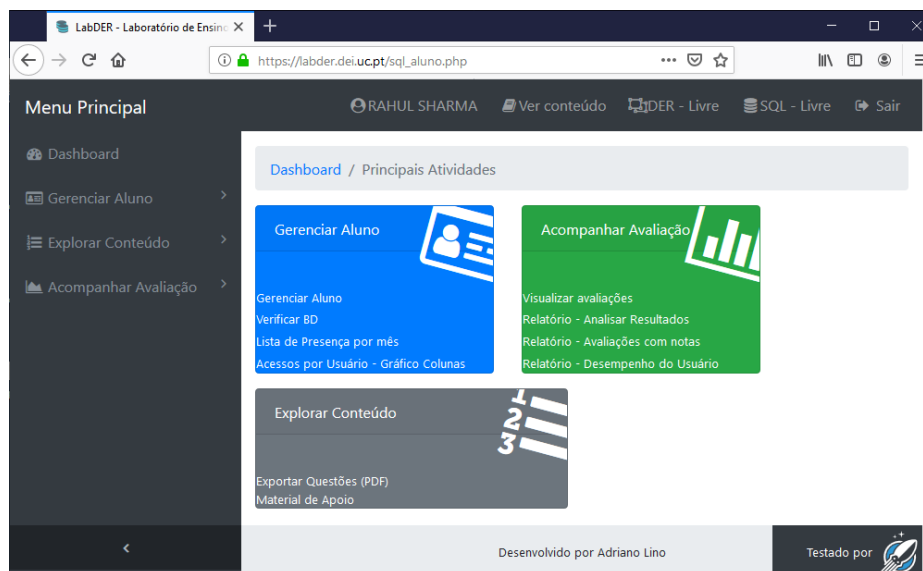 LabDER - Laboratório de Ensino
https://labder.dei.uc.pt/sql_aluno.php
Menu Principal
RAHUL SHARMA
Ver conteúdo
DER - Livre
SQL - Livre
Sair
Dashboard
Gerenciar Aluno
Explorar Conteúdo
Acompanhar Avaliação
Dashboard / Principais Atividades
Gerenciar Aluno
Gerenciar Aluno
Verificar BD
Lista de Presença por mês
Acessos por Usuário - Gráfico Colunas
Acompanhar Avaliação
Visualizar avaliações
Relatório - Analisar Resultados
Relatório - Avaliações com notas
Relatório - Desempenho do Usuário
Explorar Conteúdo
1
2
3
Exportar Questões (PDF)
Material de Apoio
Desenvolvido por Adriano Lino
Testado por